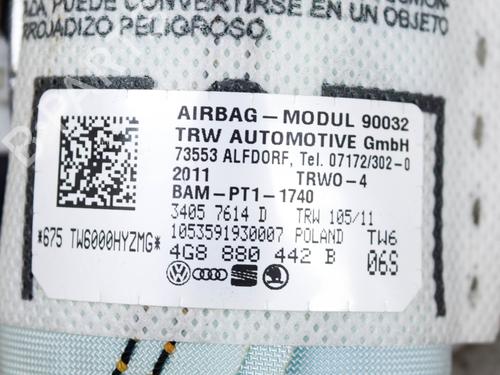 ADA PUEDE CONVERTIRSE EN UN OBJETO
RROJADIZO PELIGROSO.
AIRBAG-MODUL 90032
TRW AUTOMOTIVE GmbH
73553 ALFDORF, Tel. 07172/302-0
2011 TRWO-4
BAM-PT1-1740
3405 7614 D TRW 105/11
*675 TW6000HYZMG* 1053591930007 POLAND TW6
4G8 880 442 B 06S